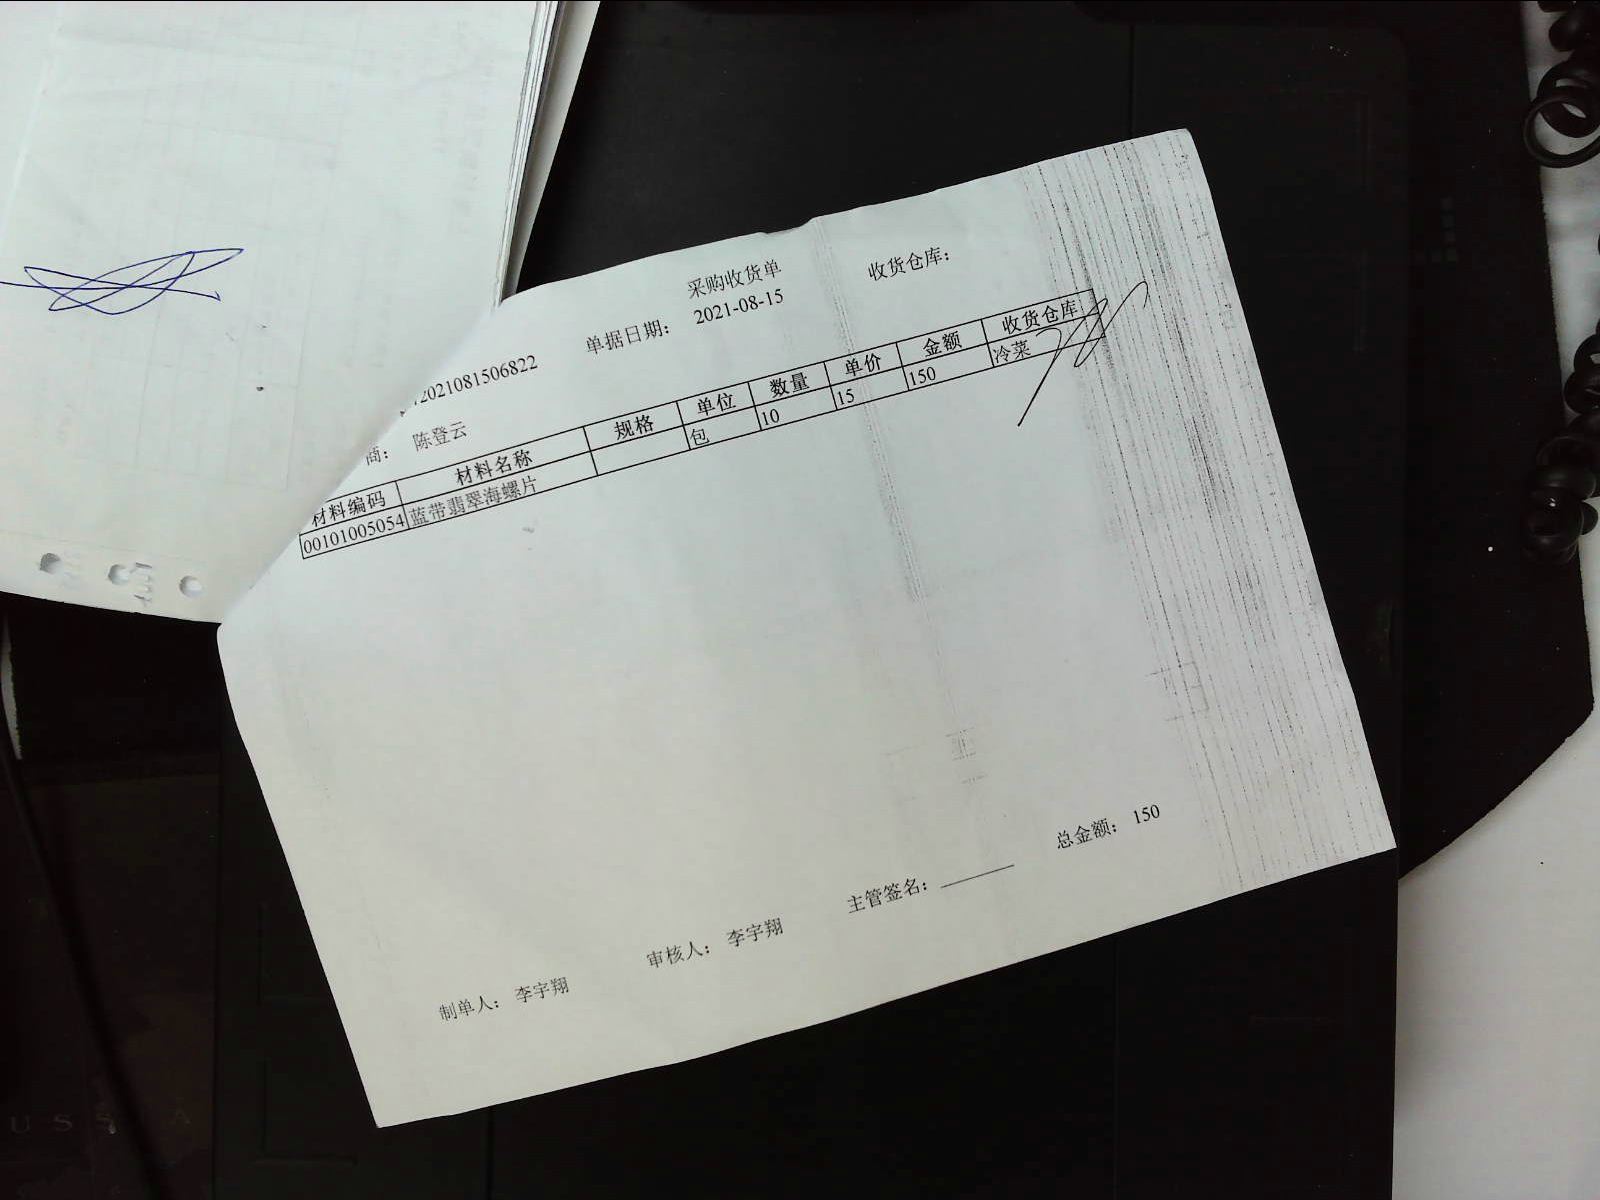 采购收货单
收货仓库：
2021081506822 单据日期： 2021-08-15
商： 陈登云
材料编码 材料名称 规格 单位 数量 单价 金额 收货仓库
00101005054 蓝带翡翠海螺片 包 10 15 150 冷菜
总金额： 150
制单人： 李宇翔 审核人： 李宇翔 主管签名：